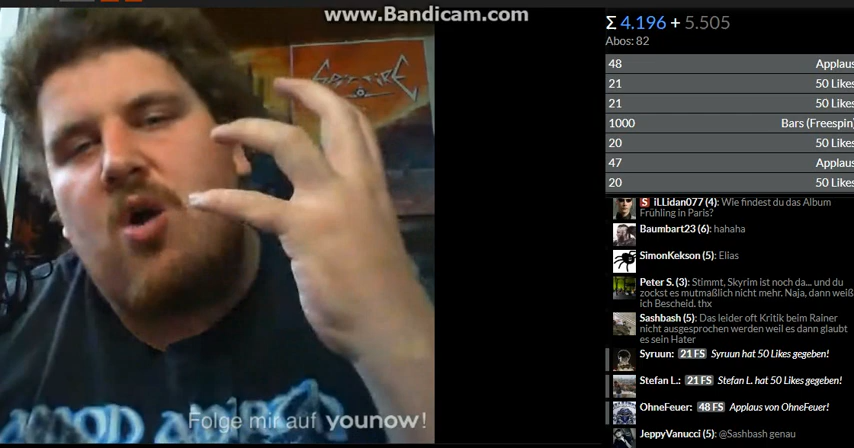 www.Bandicam.com
Σ 4.196 + 5.505
Abos: 82
48 Applaus
21 50 Likes
21 50 Likes
1000 Bars (Freespin)
20 50 Likes
47 Applaus
20 50 Likes
S iLLidan077 (4): Wie findest du das Album
Frühling in Paris?
Baumbart23 (6): hahaha
SimonKekson (5): Elias
Peter S. (3): Stimmt, Skyrim ist noch da... und du
zockst es mutmaßlich nicht mehr. Naja, dann weiß
ich Bescheid. thx
Sashbash (5): Das leider oft Kritik beim Rainer
nicht ausgesprochen werden weil es dann glaubt
es sein Hater
Syruun: 21 FS Syruun hat 50 Likes gegeben!
Stefan L.: 21 FS Stefan L. hat 50 Likes gegeben!
OhneFeuer: 48 FS Applaus von OhneFeuer!
JeppyVanucci (5): @Sashbash genau
Folge mir auf younow!